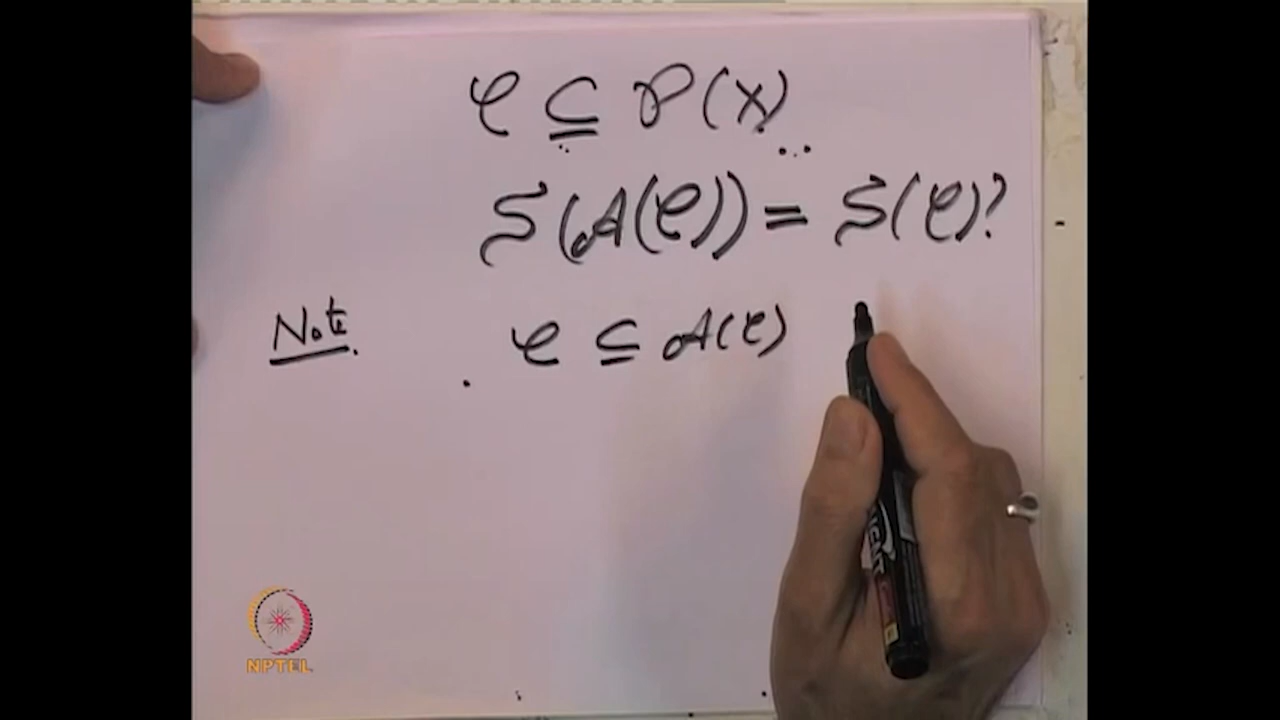 𝒞 ⊆ 𝒫(X)
𝒮(𝒜(𝒞)) = 𝒮(𝒞)?
Note 𝒞 ⊆ 𝒜(𝒞)
NPTEL